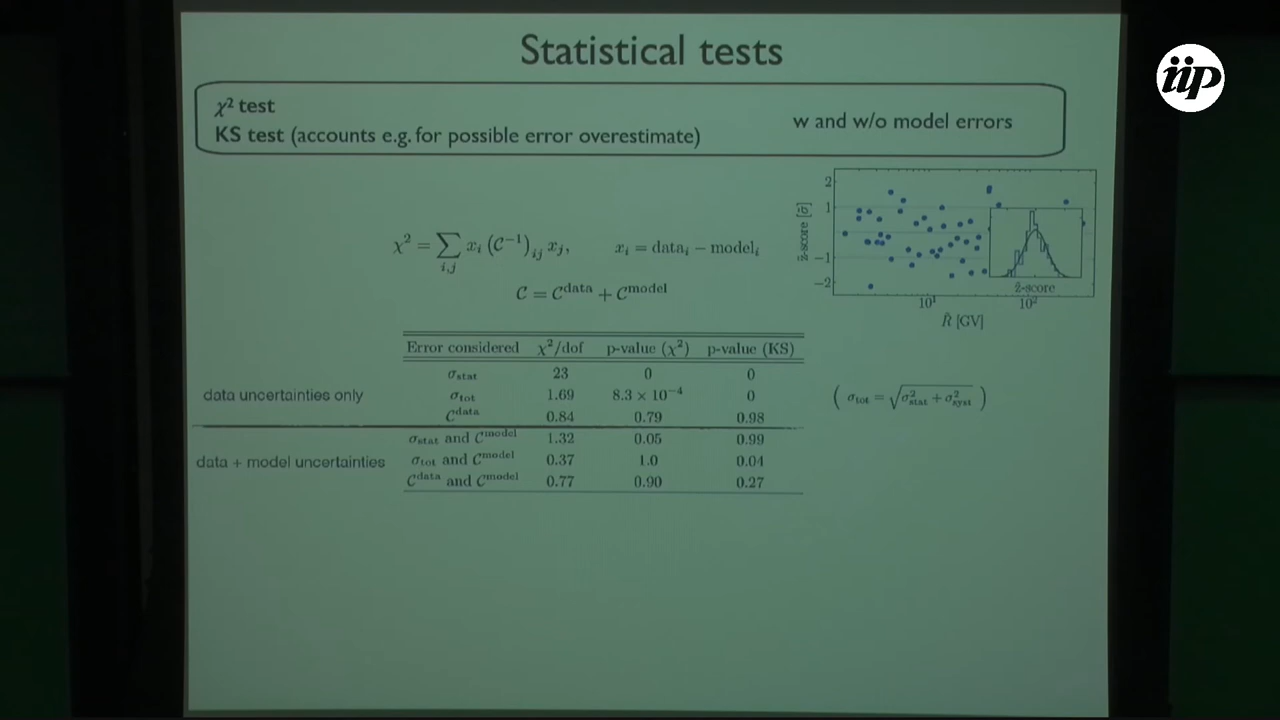 Statistical tests
iip
χ² test
KS test (accounts e.g. for possible error overestimate)
w and w/o model errors
χ² = ∑_{i,j} x_i (C⁻¹)_{ij} x_j, x_i = data_i − model_i
C = C^data + C^model
z̃-score [σ̃]
2
1
−1
−2
z̃-score
10¹ 10²
R̃ [GV]
Error considered χ²/dof p-value (χ²) p-value (KS)
σ_stat 23 0 0
data uncertainties only σ_tot 1.69 8.3 × 10⁻⁴ 0
C^data 0.84 0.79 0.98
( σ_tot = √(σ²_stat + σ²_syst) )
σ_stat and C^model 1.32 0.05 0.99
data + model uncertainties σ_tot and C^model 0.37 1.0 0.04
C^data and C^model 0.77 0.90 0.27